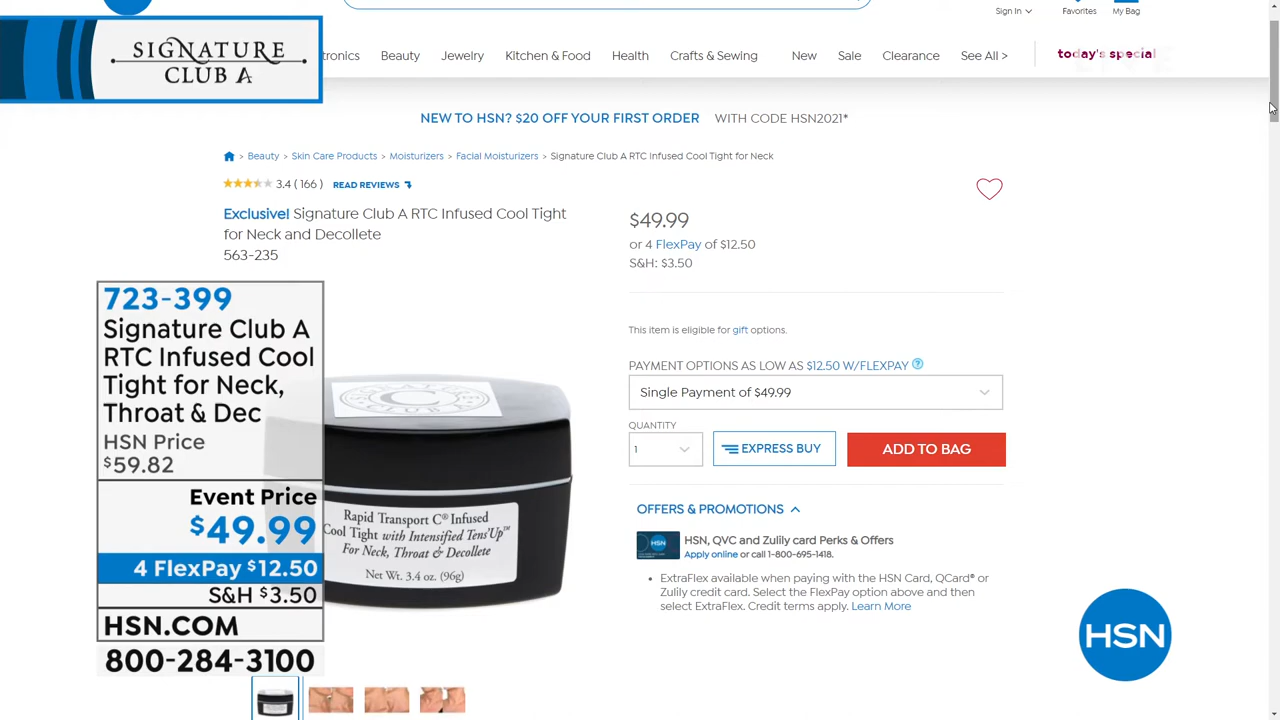 SIGNATURE
CLUB A
Sign In
Favorites
My Bag
tronics
Beauty
Jewelry
Kitchen & Food
Health
Crafts & Sewing
New
Sale
Clearance
See All >
today's special
NEW TO HSN? $20 OFF YOUR FIRST ORDER WITH CODE HSN2021*
Beauty > Skin Care Products > Moisturizers > Facial Moisturizers > Signature Club A RTC Infused Cool Tight for Neck
3.4 ( 166 ) READ REVIEWS
Exclusive! Signature Club A RTC Infused Cool Tight
for Neck and Decollete
563-235
$49.99
or 4 FlexPay of $12.50
S&H: $3.50
This item is eligible for gift options.
PAYMENT OPTIONS AS LOW AS $12.50 W/FLEXPAY ?
Single Payment of $49.99
QUANTITY
1
EXPRESS BUY
ADD TO BAG
OFFERS & PROMOTIONS
HSN
HSN, QVC and Zulily card Perks & Offers
Apply online or call 1-800-695-1418.
• ExtraFlex available when paying with the HSN Card, QCard® or
Zulily credit card. Select the FlexPay option above and then
select ExtraFlex. Credit terms apply. Learn More
723-399
Signature Club A
RTC Infused Cool
Tight for Neck,
Throat & Dec
HSN Price
$59.82
Event Price
$49.99
4 FlexPay $12.50
S&H $3.50
HSN.COM
800-284-3100
SIGNATURE
C
CLUB A
Rapid Transport C® Infused
Cool Tight with Intensified Tens'Up™
For Neck, Throat & Decollete
Net Wt. 3.4 oz. (96g)
HSN